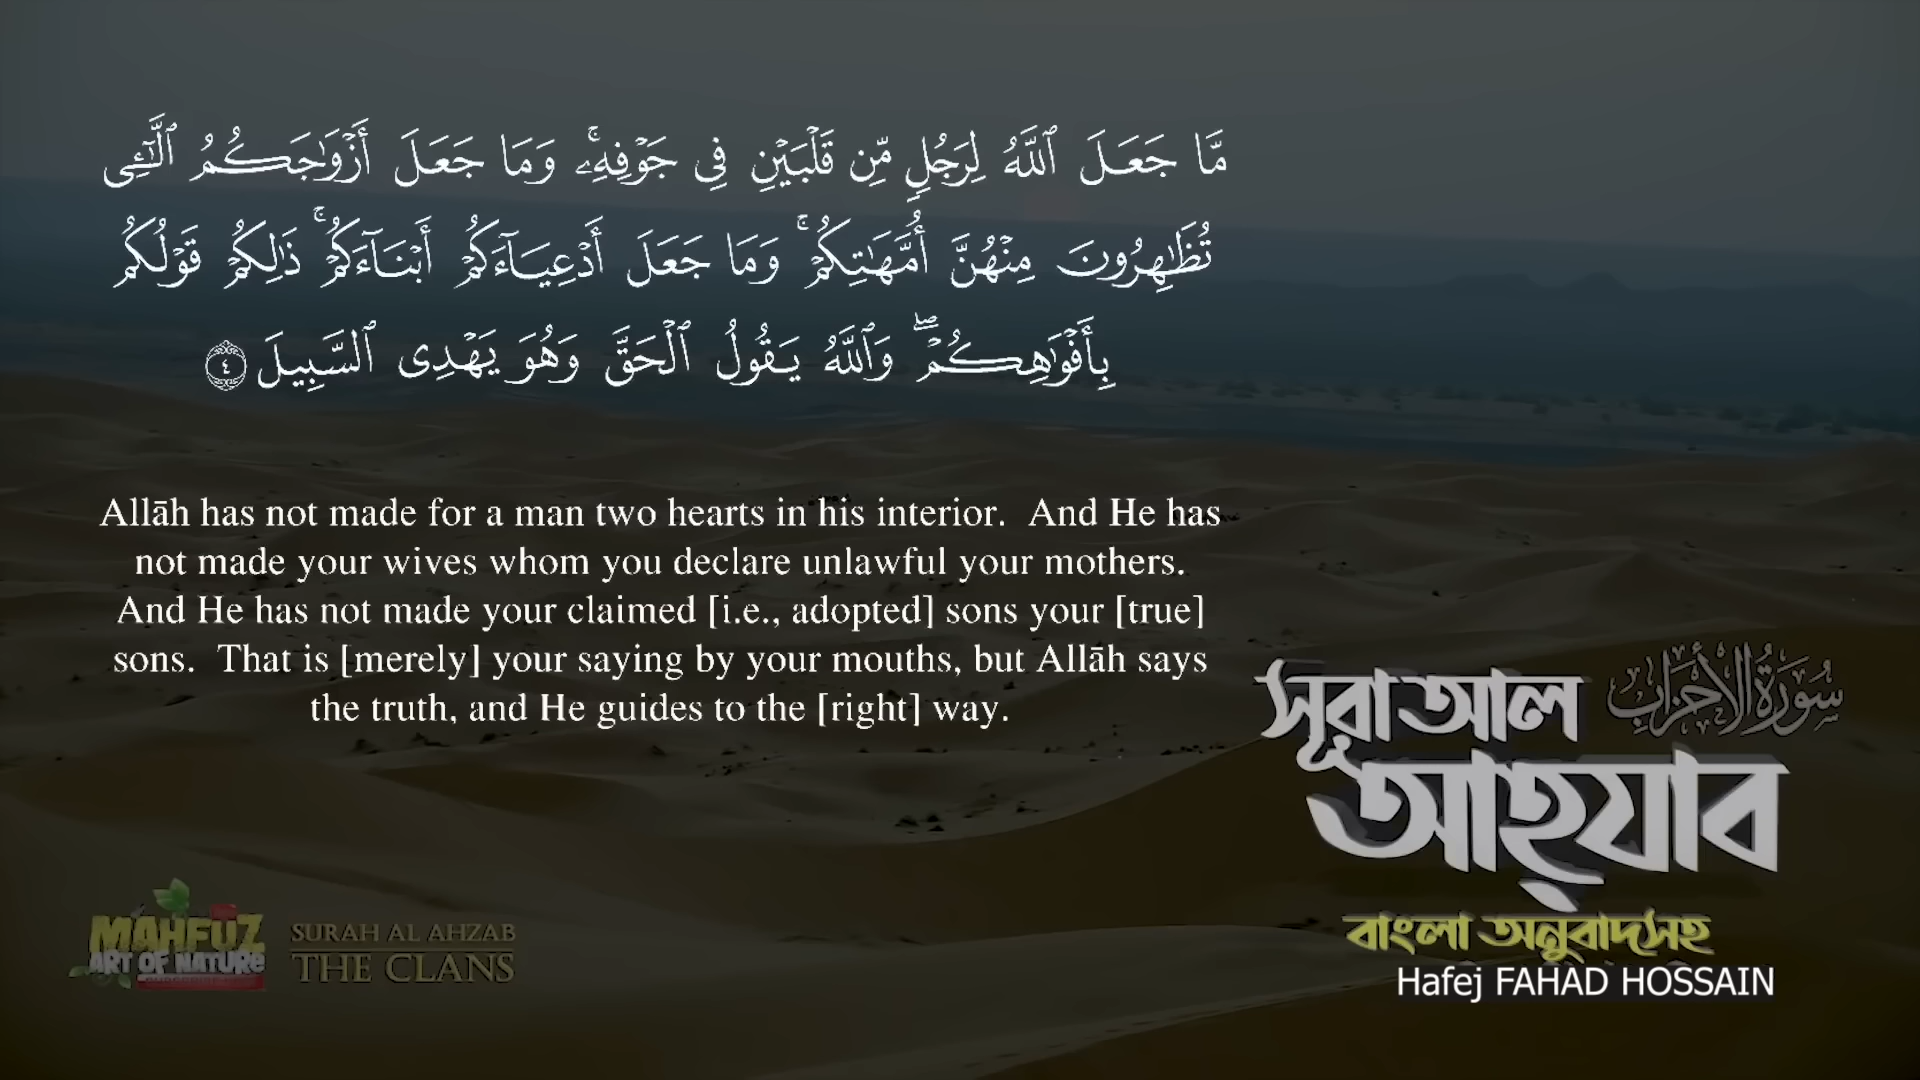 مَّا جَعَلَ ٱللَّهُ لِرَجُلٍ مِّن قَلْبَيْنِ فِى جَوْفِهِۦ ۚ وَمَا جَعَلَ أَزْوَٰجَكُمُ ٱلَّـٰٓـِٔى
تُظَـٰهِرُونَ مِنْهُنَّ أُمَّهَـٰتِكُمْ ۚ وَمَا جَعَلَ أَدْعِيَآءَكُمْ أَبْنَآءَكُمْ ۚ ذَٰلِكُمْ قَوْلُكُم
بِأَفْوَٰهِكُمْ ۖ وَٱللَّهُ يَقُولُ ٱلْحَقَّ وَهُوَ يَهْدِى ٱلسَّبِيلَ ٤
Allāh has not made for a man two hearts in his interior. And He has
not made your wives whom you declare unlawful your mothers.
And He has not made your claimed [i.e., adopted] sons your [true]
sons. That is [merely] your saying by your mouths, but Allāh says
the truth, and He guides to the [right] way.
সূরা আল
سُورَةُ الْأَحْزَابِ
আহ্‌যাব
বাংলা অনুবাদসহ
Hafej FAHAD HOSSAIN
MAHFUZ
ART OF NATURE
SURAH AL AHZAB
THE CLANS